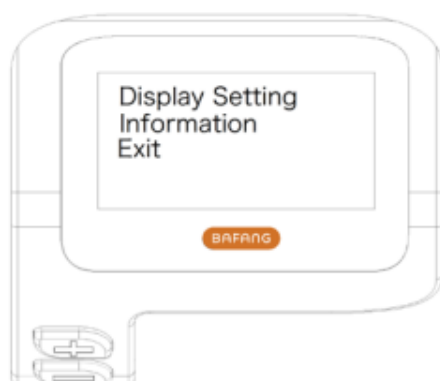 Display Setting
Information
Exit
BAFANG
+
−